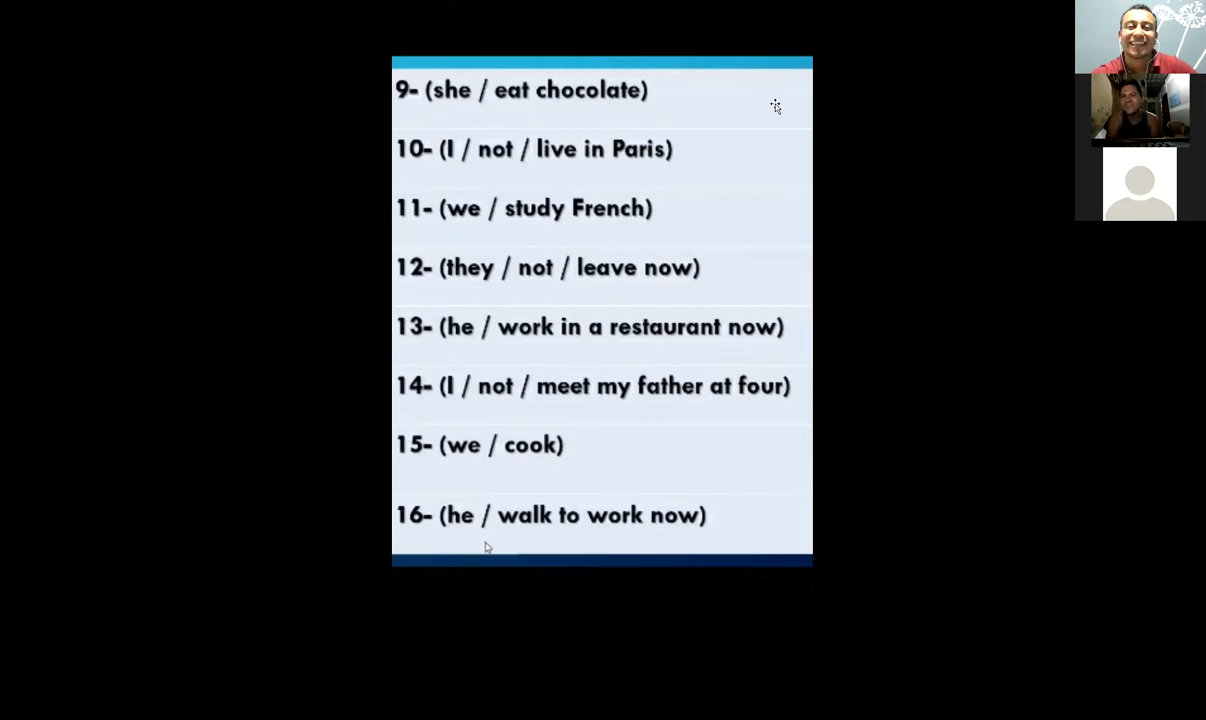 9- (she / eat chocolate)
10- (I / not / live in Paris)
11- (we / study French)
12- (they / not / leave now)
13- (he / work in a restaurant now)
14- (I / not / meet my father at four)
15- (we / cook)
16- (he / walk to work now)